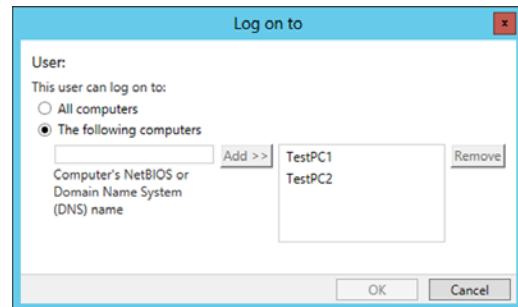 Log on to
x
User:
This user can log on to:
All computers
The following computers
Add >>
Computer's NetBIOS or
Domain Name System
(DNS) name
TestPC1
TestPC2
Remove
OK
Cancel